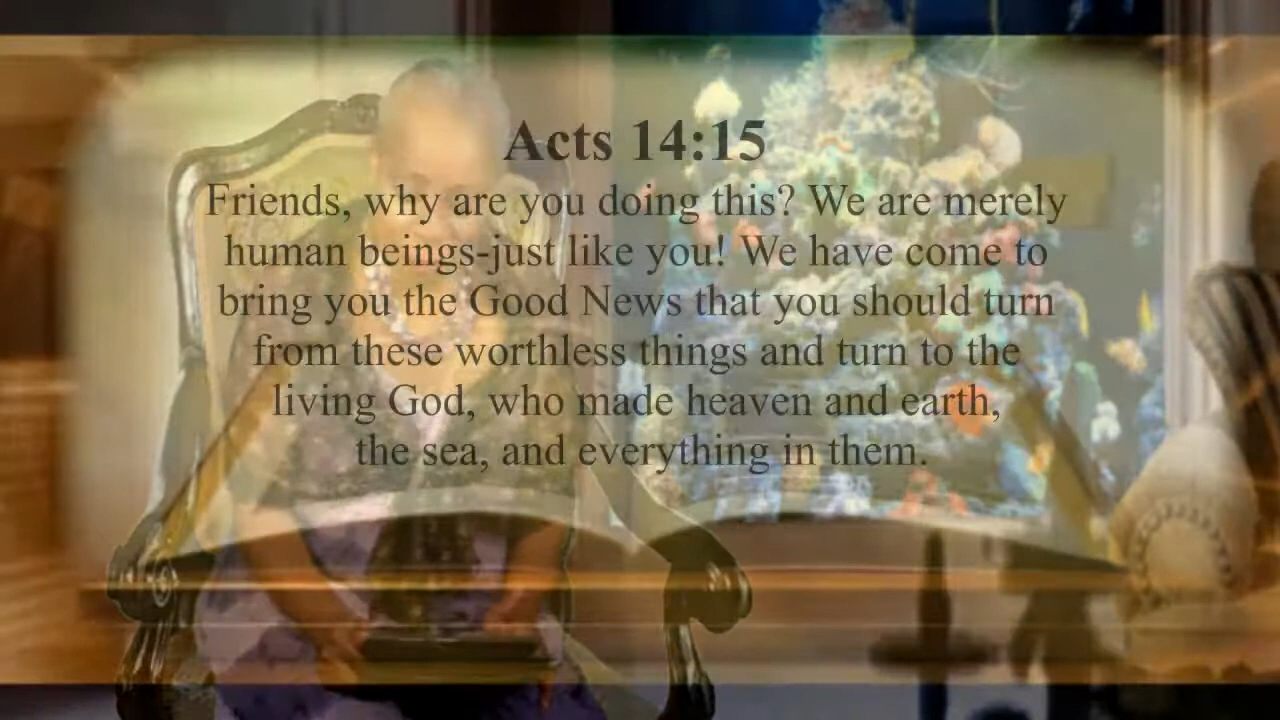 Acts 14:15
Friends, why are you doing this? We are merely
human beings-just like you! We have come to
bring you the Good News that you should turn
from these worthless things and turn to the
living God, who made heaven and earth,
the sea, and everything in them.